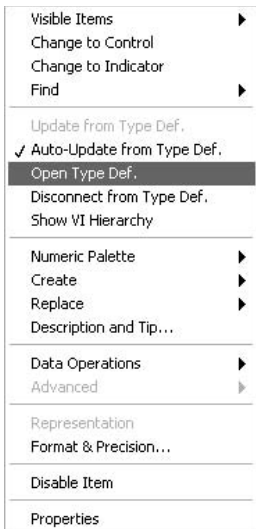 Visible Items
Change to Control
Change to Indicator
Find
Update from Type Def.
Auto-Update from Type Def.
Open Type Def.
Disconnect from Type Def.
Show VI Hierarchy
Numeric Palette
Create
Replace
Description and Tip...
Data Operations
Advanced
Representation
Format & Precision...
Disable Item
Properties